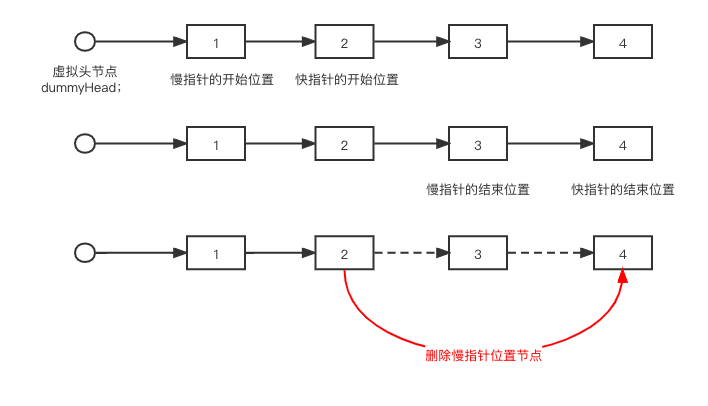 1 2 3 4
虚拟头节点
dummyHead；
慢指针的开始位置 快指针的开始位置
1 2 3 4
慢指针的结束位置 快指针的结束位置
1 2 3 4
删除慢指针位置节点